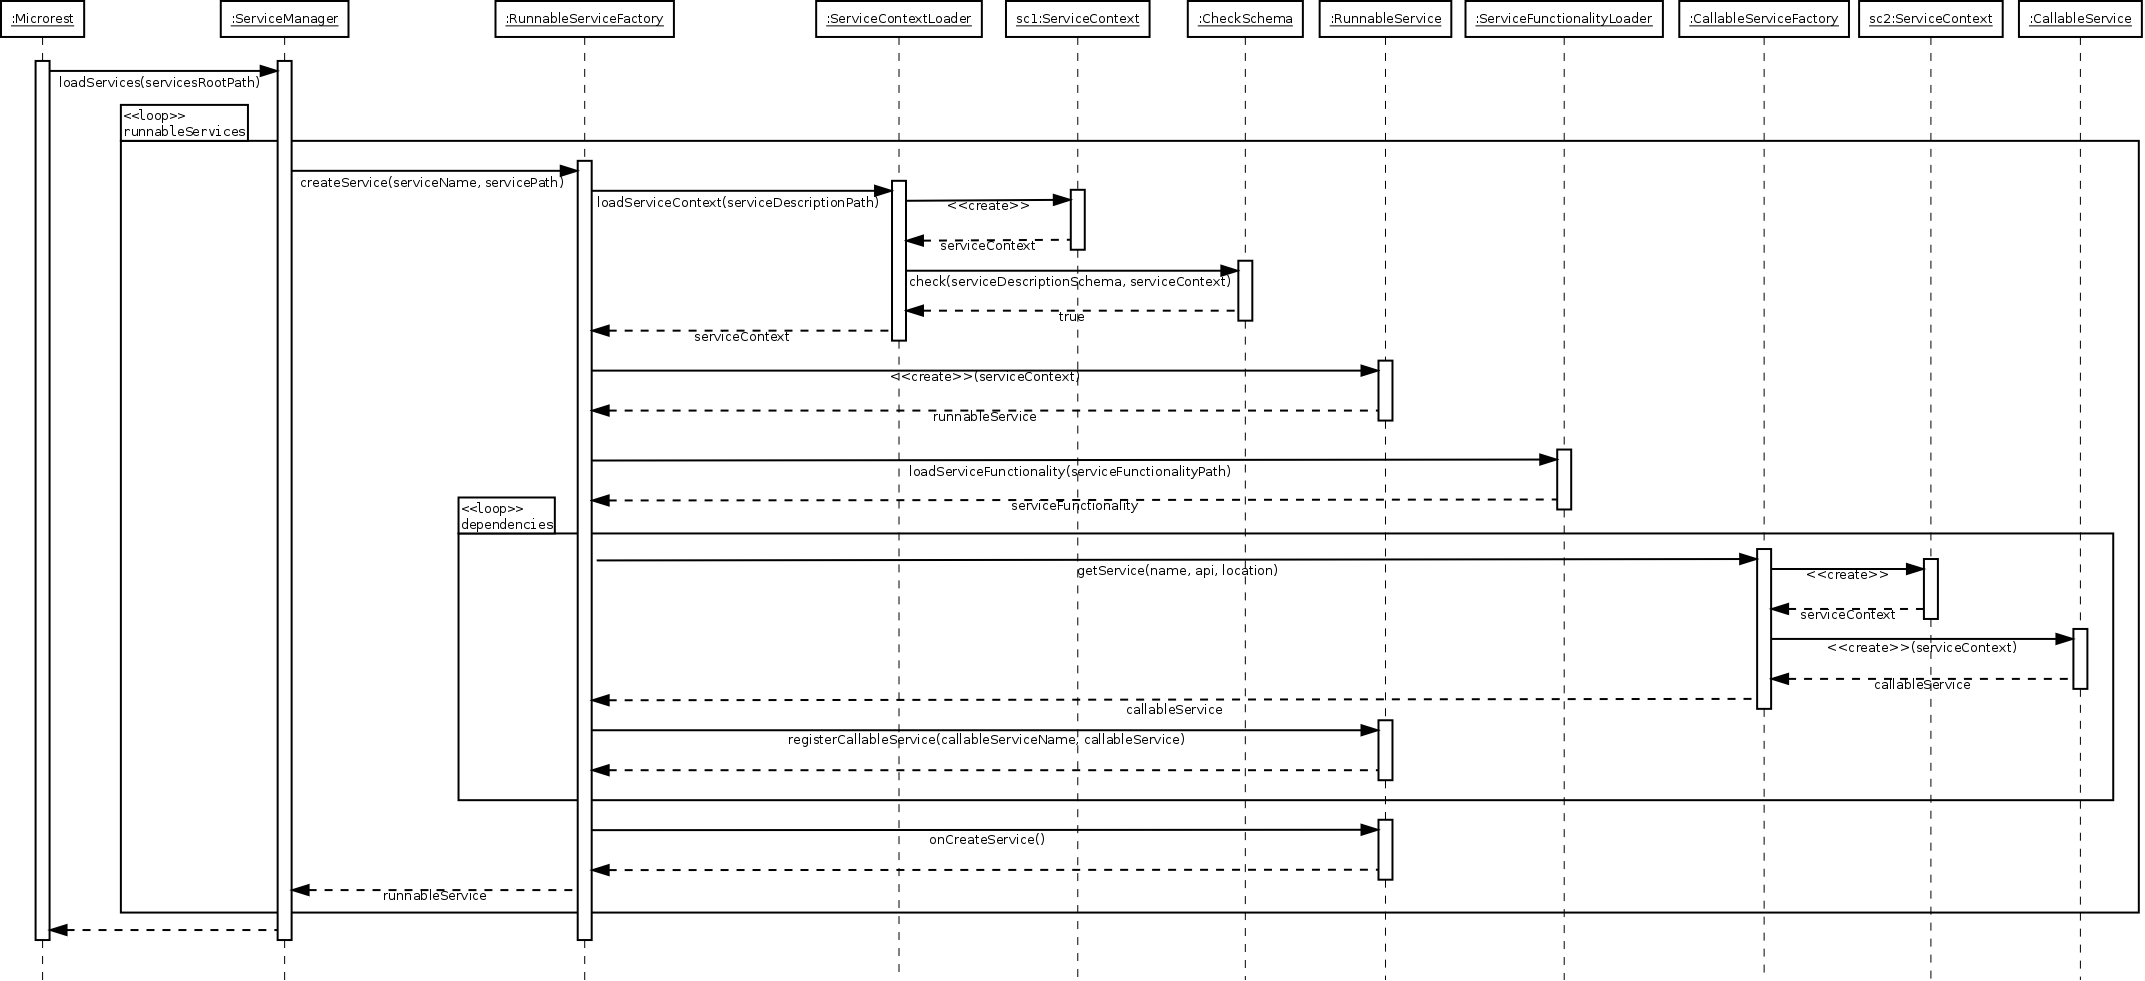 :Microrest
:ServiceManager
:RunnableServiceFactory
:ServiceContextLoader
sc1:ServiceContext
:CheckSchema
:RunnableService
:ServiceFunctionalityLoader
:CallableServiceFactory
sc2:ServiceContext
:CallableService
loadServices(servicesRootPath)
<<loop>>
runnableServices
createService(serviceName, servicePath)
loadServiceContext(serviceDescriptionPath)
<<create>>
serviceContext
check(serviceDescriptionSchema, serviceContext)
true
serviceContext
<<create>>(serviceContext)
runnableService
loadServiceFunctionality(serviceFunctionalityPath)
serviceFunctionality
<<loop>>
dependencies
getService(name, api, location)
<<create>>
serviceContext
<<create>>(serviceContext)
callableService
callableService
registerCallableService(callableServiceName, callableService)
onCreateService()
runnableService